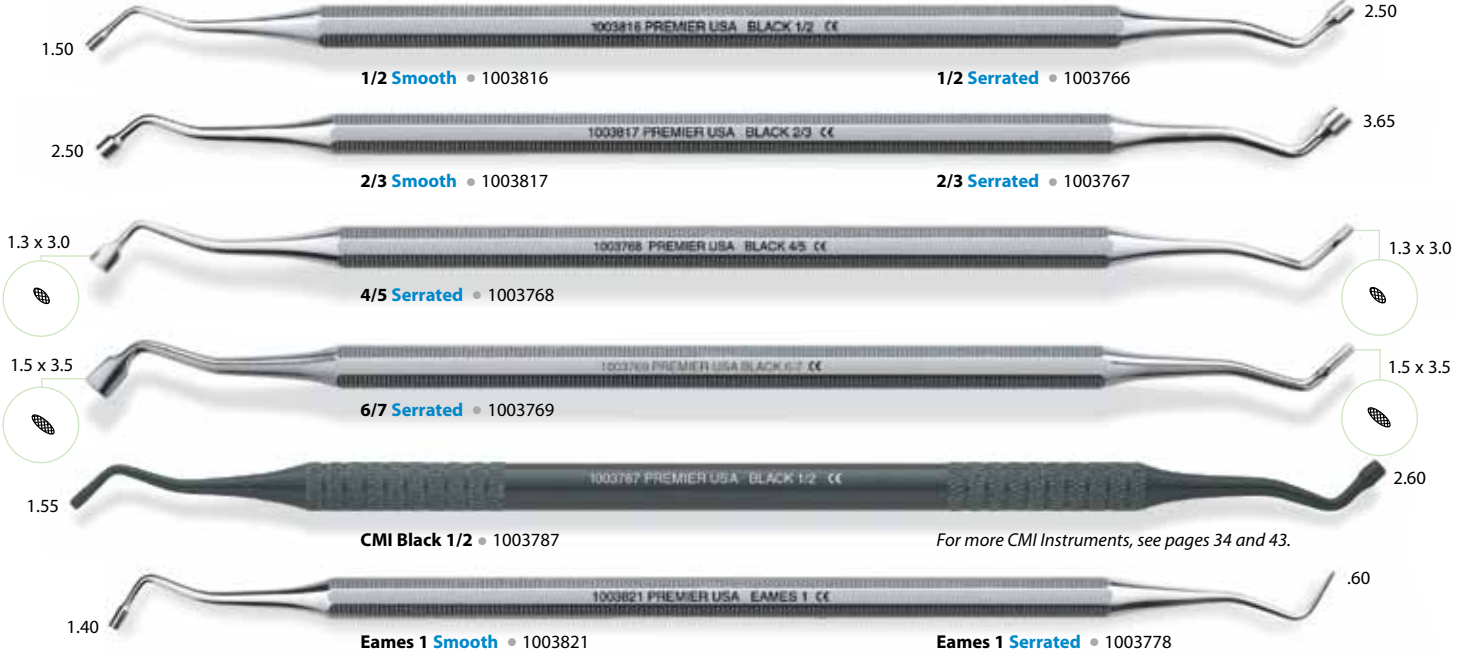 1003816 PREMIER USA BLACK 1/2 CE
2.50
1.50
1/2 Smooth • 1003816
1/2 Serrated • 1003766
1003817 PREMIER USA BLACK 2/3 CE
3.65
2.50
2/3 Smooth • 1003817
2/3 Serrated • 1003767
1.3 x 3.0
1003768 PREMIER USA BLACK 4/5 CE
1.3 x 3.0
4/5 Serrated • 1003768
1.5 x 3.5
1003769 PREMIER USA BLACK 6-7 CE
1.5 x 3.5
6/7 Serrated • 1003769
1003787 PREMIER USA BLACK 1/2 CE
2.60
1.55
CMI Black 1/2 • 1003787
For more CMI Instruments, see pages 34 and 43.
1003821 PREMIER USA EAMES 1 CE
.60
1.40
Eames 1 Smooth • 1003821
Eames 1 Serrated • 1003778